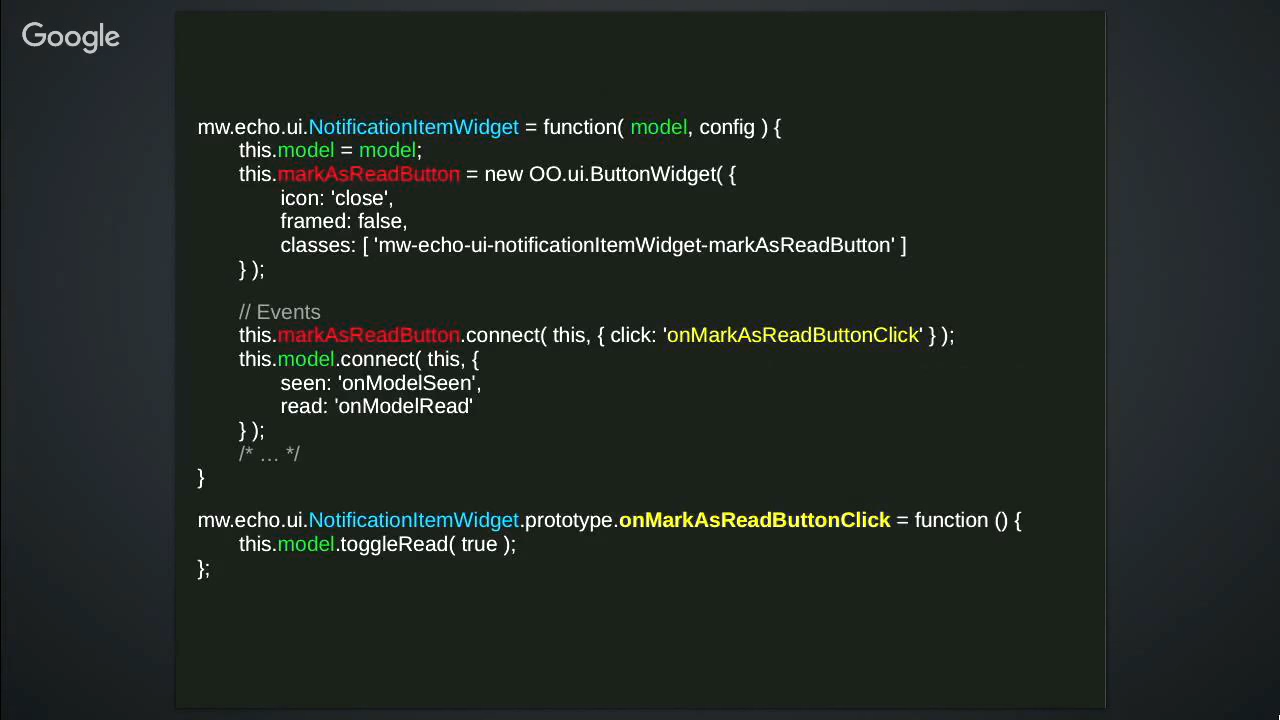 Google
mw.echo.ui.NotificationItemWidget = function( model, config ) {
this.model = model;
this.markAsReadButton = new OO.ui.ButtonWidget( {
icon: 'close',
framed: false,
classes: [ 'mw-echo-ui-notificationItemWidget-markAsReadButton' ]
} );
// Events
this.markAsReadButton.connect( this, { click: 'onMarkAsReadButtonClick' } );
this.model.connect( this, {
seen: 'onModelSeen',
read: 'onModelRead'
} );
/* … */
}
mw.echo.ui.NotificationItemWidget.prototype.onMarkAsReadButtonClick = function () {
this.model.toggleRead( true );
};